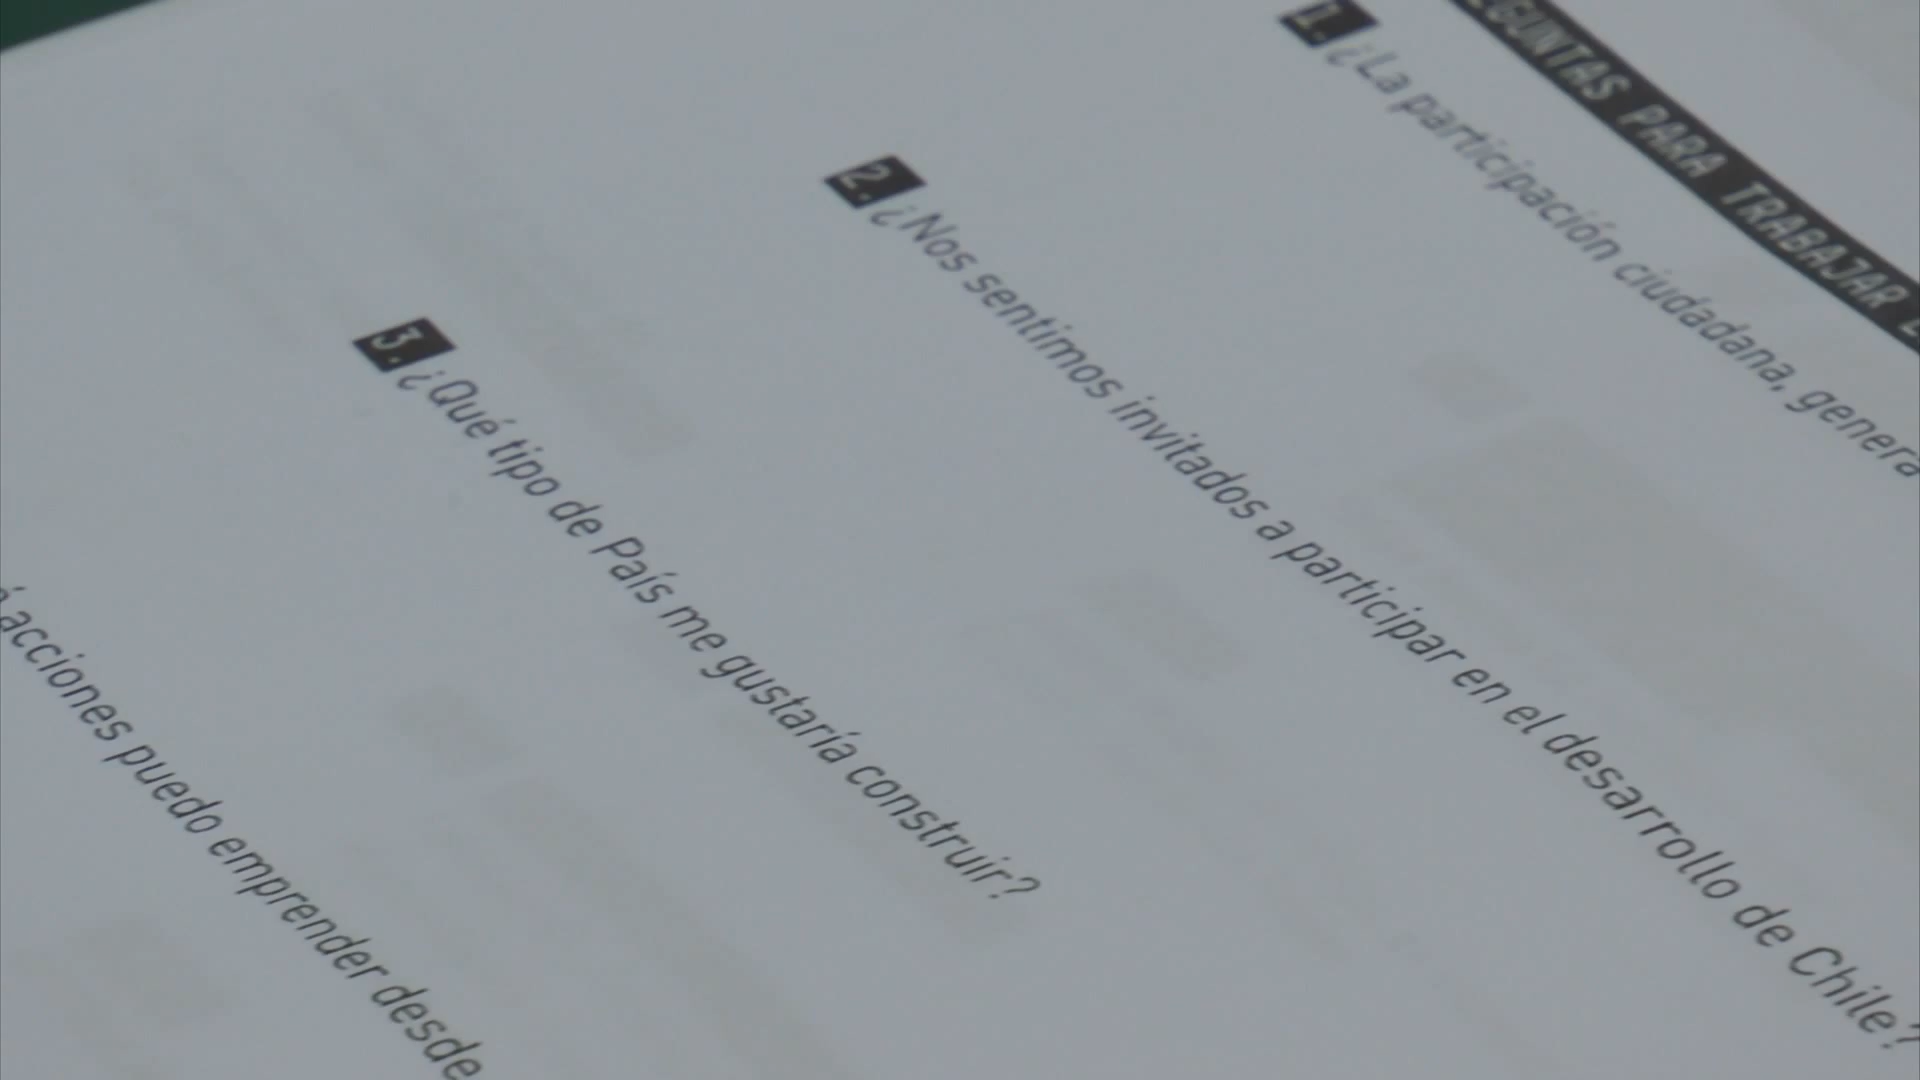 PARA TRABAJAR
1. ¿La participación ciudadana, genera
2. ¿Nos sentimos invitados a participar en el desarrollo de Chile?
3. ¿Qué tipo de País me gustaría construir?
acciones puedo emprender desde